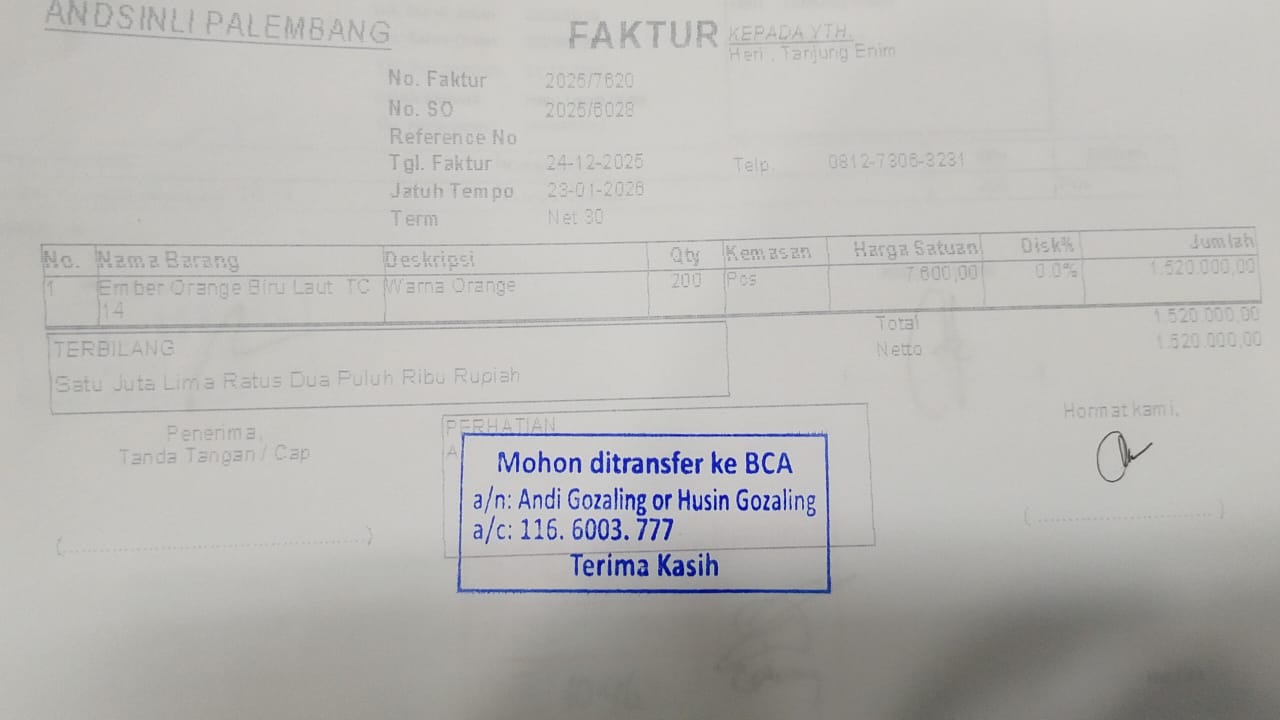 ANDSINLI PALEMBANG
FAKTUR
KEPADA YTH.
Heri , Tanjung Enim
No. Faktur 2025/7620
No. SO 2025/6028
Reference No
Tgl. Faktur 24-12-2025
Telp. 0812-7306-3231
Jatuh Tempo 23-01-2026
Term Net 30
No. Nama Barang Deskripsi Qty Kemasan Harga Satuan Disk% Jumlah
1 Ember Orange Biru Laut TC Warna Orange 200 Pcs 7.600,00 0.0% 1.520.000,00
14
Total 1.520.000,00
Netto 1.520.000,00
TERBILANG
Satu Juta Lima Ratus Dua Puluh Ribu Rupiah
Penerima,
Tanda Tangan / Cap
PERHATIAN
Mohon ditransfer ke BCA
a/n: Andi Gozaling or Husin Gozaling
a/c: 116. 6003. 777
Terima Kasih
Hormat kami,
(..............................................)
(............................)